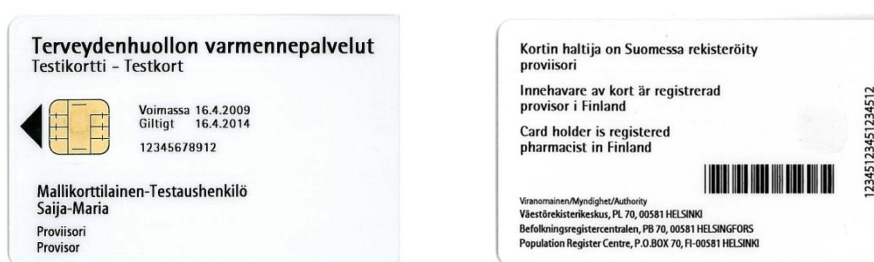 Terveydenhuollon varmennepalvelut
Testikortti – Testkort
Voimassa 16.4.2009
Giltigt 16.4.2014
12345678912
Mallikorttilainen-Testaushenkilö
Saija-Maria
Proviisori
Provisor
Kortin haltija on Suomessa rekisteröity
proviisori
Innehavare av kort är registrerad
provisor i Finland
Card holder is registered
pharmacist in Finland
Viranomainen/Myndighet/Authority
Väestörekisterikeskus, PL 70, 00581 HELSINKI
Befolkningsregistercentralen, PB 70, 00581 HELSINGFORS
Population Register Centre, P.O.BOX 70, FI-00581 HELSINKI
12345123451234512